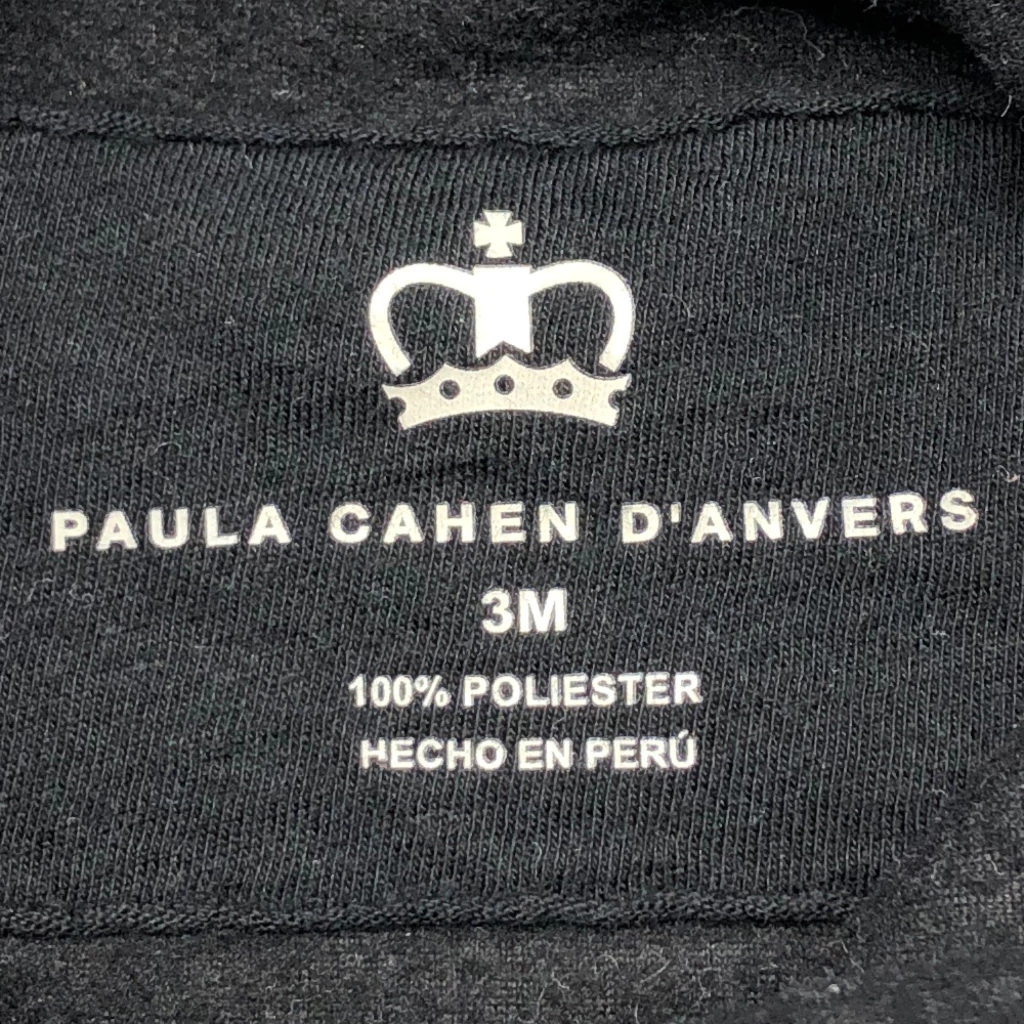 PAULA CAHEN D'ANVERS
3M
100% POLIESTER
HECHO EN PERÚ